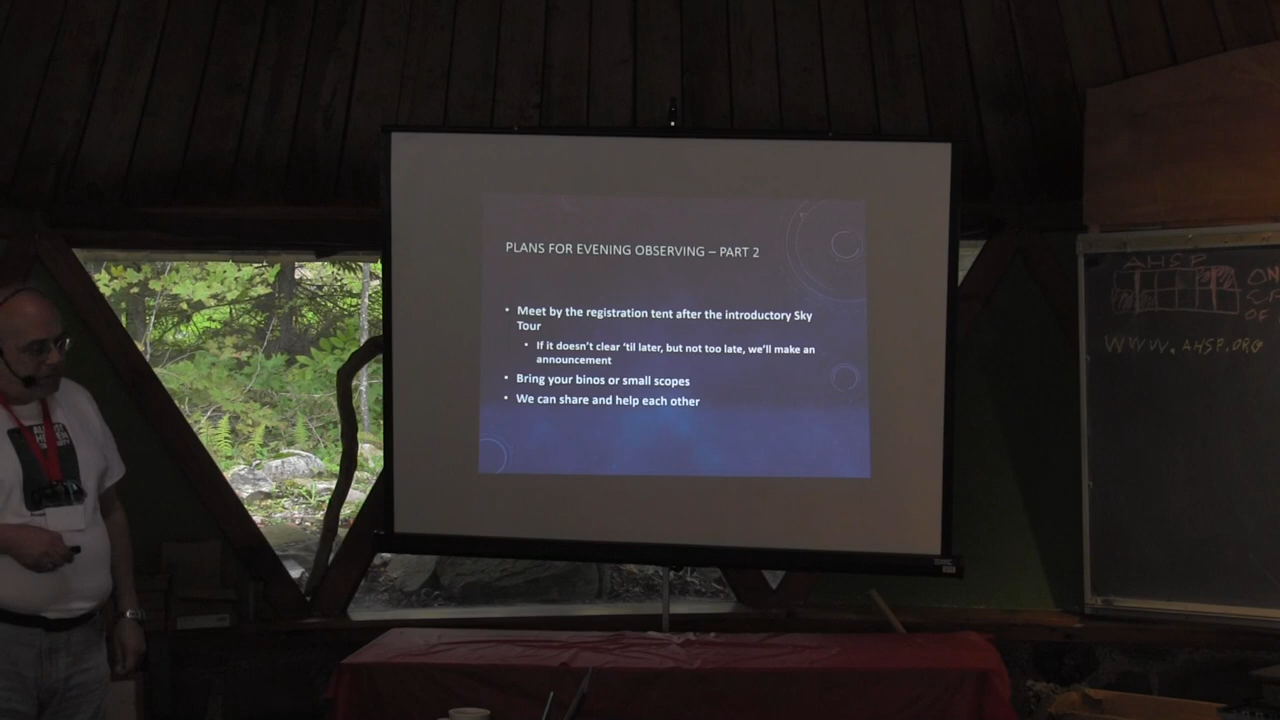 PLANS FOR EVENING OBSERVING – PART 2
• Meet by the registration tent after the introductory Sky
Tour
• If it doesn't clear 'til later, but not too late, we'll make an
announcement
• Bring your binos or small scopes
• We can share and help each other
AHSP
ON
OF
WWW.AHSP.ORG